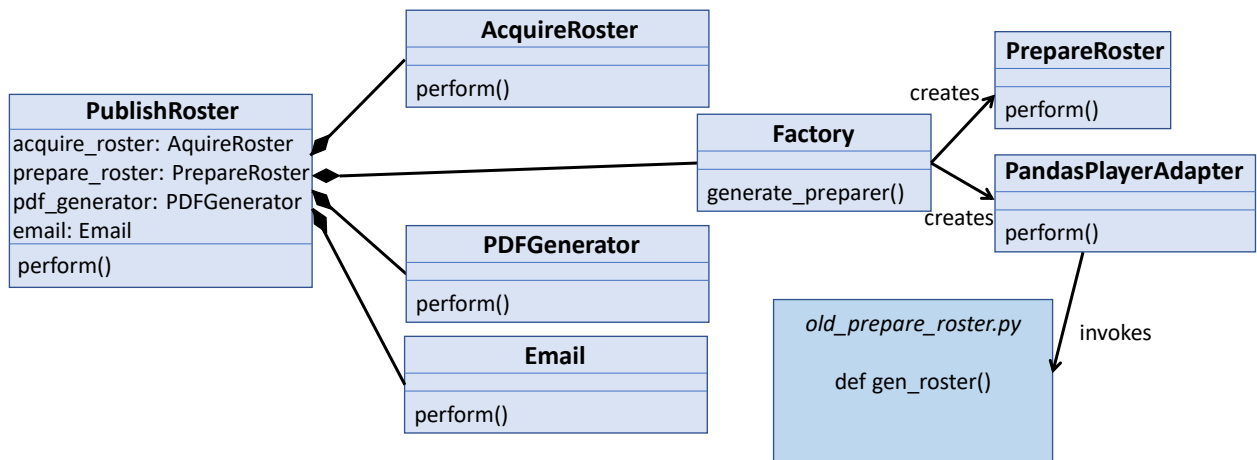 AcquireRoster
perform()
PublishRoster
acquire_roster: AquireRoster
prepare_roster: PrepareRoster
pdf_generator: PDFGenerator
email: Email
perform()
Factory
generate_preparer()
creates
creates
PrepareRoster
perform()
PandasPlayerAdapter
perform()
PDFGenerator
perform()
Email
perform()
old_prepare_roster.py
def gen_roster()
invokes